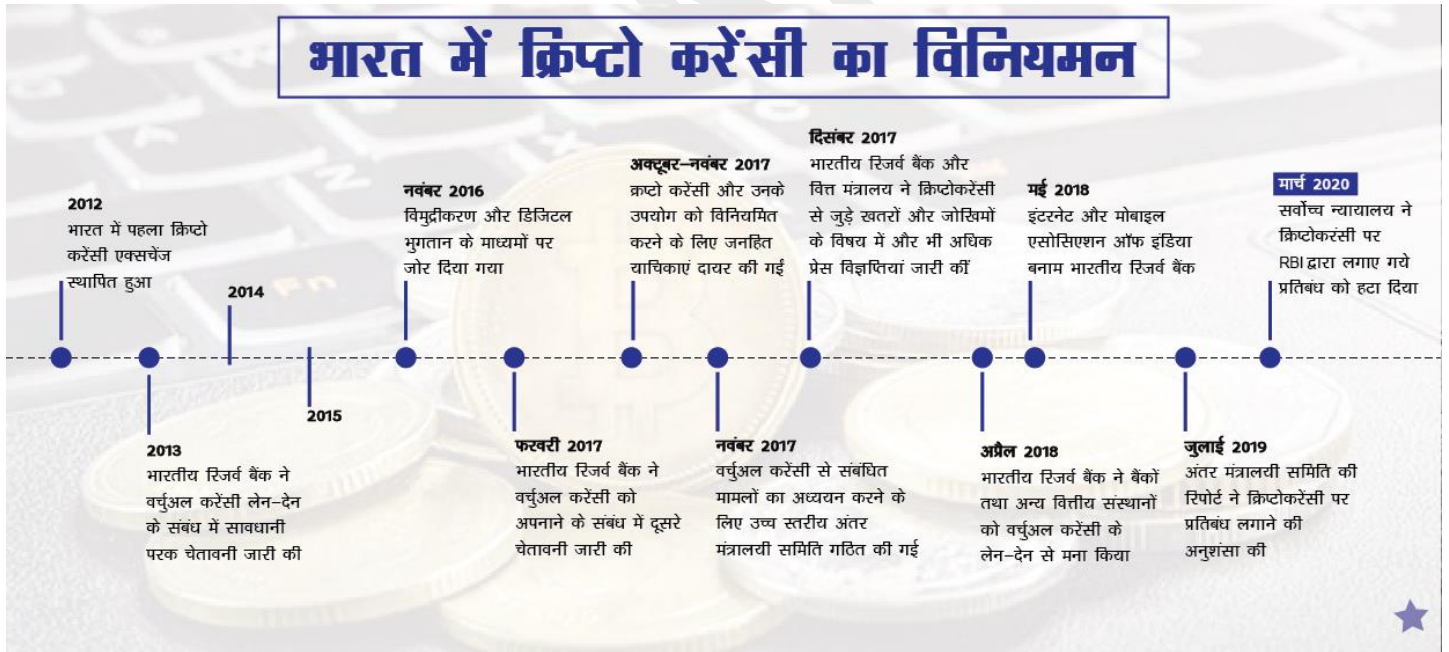 भारत में क्रिप्टो करेंसी का विनियमन
2012
भारत में पहला क्रिप्टो
करेंसी एक्सचेंज
स्थापित हुआ
2013
भारतीय रिजर्व बैंक ने
वर्चुअल करेंसी लेन–देन
के संबंध में सावधानी
परक चेतावनी जारी की
2014
2015
नवंबर 2016
विमुद्रीकरण और डिजिटल
भुगतान के माध्यमों पर
जोर दिया गया
फरवरी 2017
भारतीय रिजर्व बैंक ने
वर्चुअल करेंसी को
अपनाने के संबंध में दूसरे
चेतावनी जारी की
अक्टूबर–नवंबर 2017
क्रप्टो करेंसी और उनके
उपयोग को विनियमित
करने के लिए जनहित
याचिकाएं दायर की गईं
नवंबर 2017
वर्चुअल करेंसी से संबंधित
मामलों का अध्ययन करने के
लिए उच्च स्तरीय अंतर
मंत्रालयी समिति गठित की गई
दिसंबर 2017
भारतीय रिजर्व बैंक और
वित्त मंत्रालय ने क्रिप्टोकरेंसी
से जुड़े खतरों और जोखिमों
के विषय में और भी अधिक
प्रेस विज्ञप्तियां जारी कीं
अप्रैल 2018
भारतीय रिजर्व बैंक ने बैंकों
तथा अन्य वित्तीय संस्थानों
को वर्चुअल करेंसी के
लेन–देन से मना किया
मई 2018
इंटरनेट और मोबाइल
एसोसिएशन ऑफ इंडिया
बनाम भारतीय रिजर्व बैंक
जुलाई 2019
अंतर मंत्रालयी समिति की
रिपोर्ट ने क्रिप्टोकरेंसी पर
प्रतिबंध लगाने की
अनुशंसा की
मार्च 2020
सर्वोच्च न्यायालय ने
क्रिप्टोकरंसी पर
RBI द्वारा लगाए गये
प्रतिबंध को हटा दिया
Fn